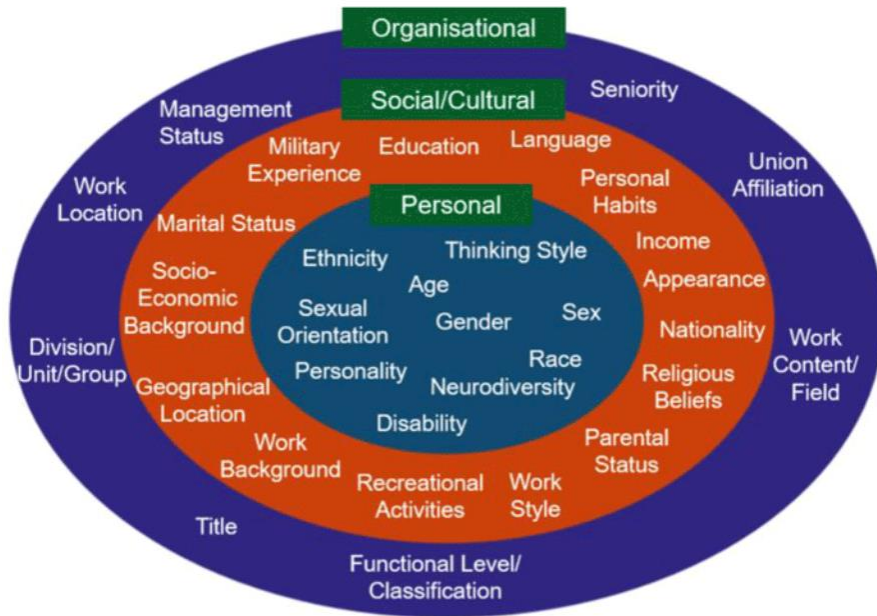 Organisational
Seniority
Management
Status
Social/Cultural
Military
Experience
Education
Language
Union
Affiliation
Work
Location
Personal
Habits
Marital Status
Personal
Income
Ethnicity
Thinking Style
Socio-
Economic
Background
Age
Appearance
Sexual
Orientation
Gender
Sex
Nationality
Work
Content/
Field
Division/
Unit/Group
Personality
Race
Neurodiversity
Religious
Beliefs
Geographical
Location
Disability
Parental
Status
Work
Background
Recreational
Activities
Work
Style
Title
Functional Level/
Classification